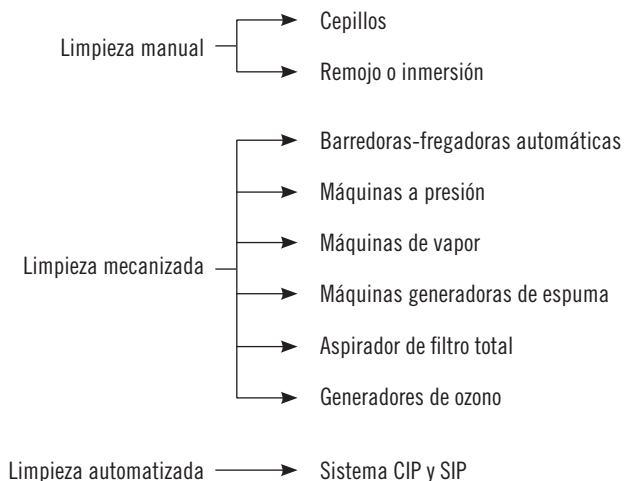 Limpieza manual
Cepillos
Remojo o inmersión
Limpieza mecanizada
Barredoras-fregadoras automáticas
Máquinas a presión
Máquinas de vapor
Máquinas generadoras de espuma
Aspirador de filtro total
Generadores de ozono
Limpieza automatizada
Sistema CIP y SIP